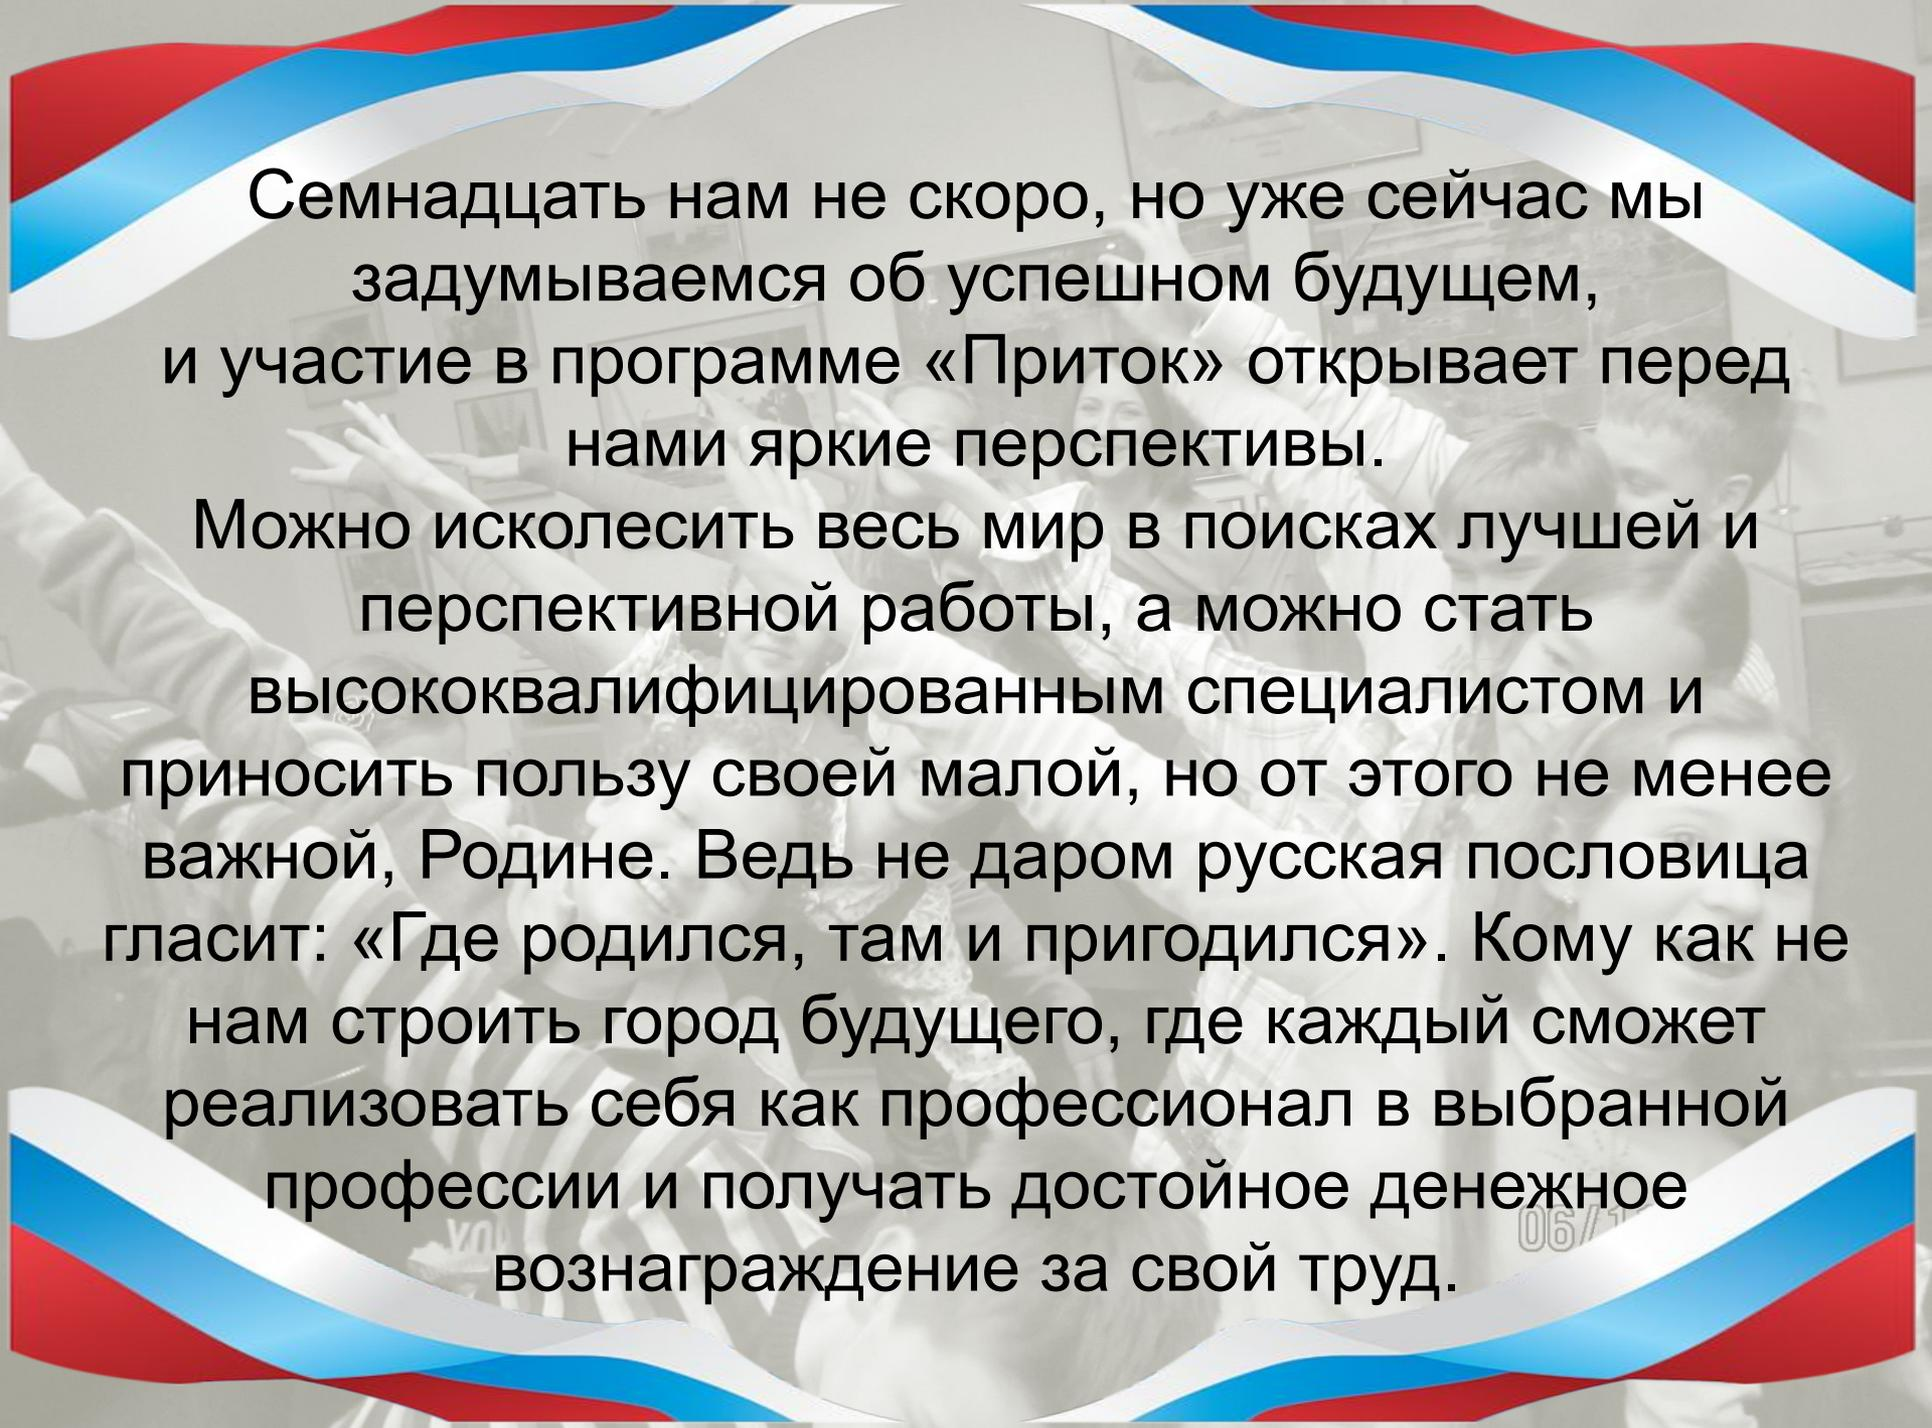 Семнадцать нам не скоро, но уже сейчас мы
задумываемся об успешном будущем,
и участие в программе «Приток» открывает перед
нами яркие перспективы.
Можно исколесить весь мир в поисках лучшей и
перспективной работы, а можно стать
высококвалифицированным специалистом и
приносить пользу своей малой, но от этого не менее
важной, Родине. Ведь не даром русская пословица
гласит: «Где родился, там и пригодился». Кому как не
нам строить город будущего, где каждый сможет
реализовать себя как профессионал в выбранной
профессии и получать достойное денежное
вознаграждение за свой труд.